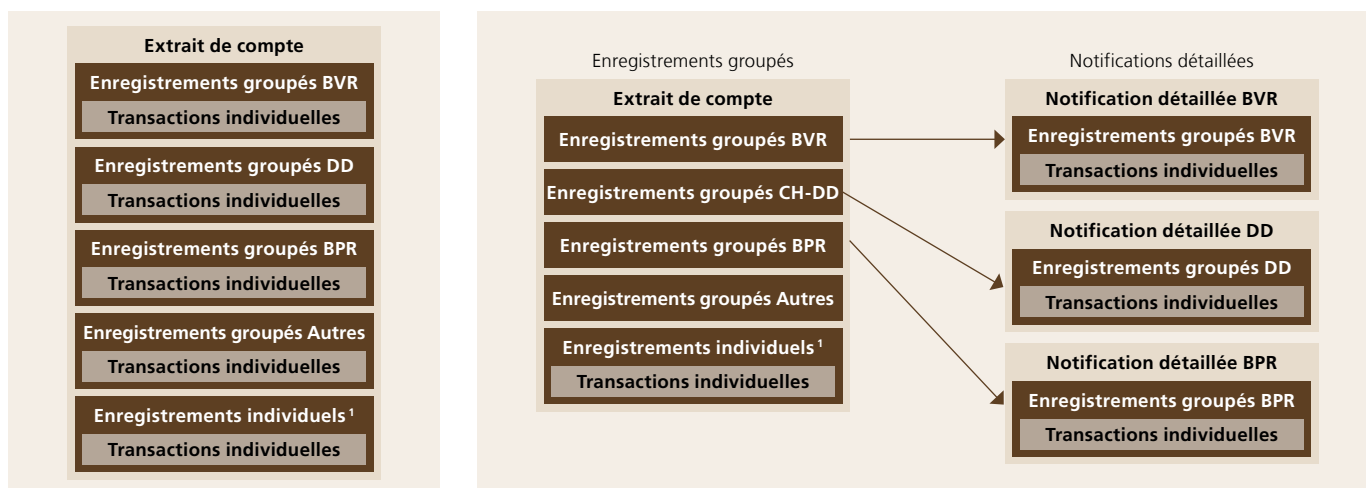 Extrait de compte
Enregistrements groupés BVR
Transactions individuelles
Enregistrements groupés DD
Transactions individuelles
Enregistrements groupés BPR
Transactions individuelles
Enregistrements groupés Autres
Transactions individuelles
Enregistrements individuels ¹
Transactions individuelles
Enregistrements groupés
Extrait de compte
Enregistrements groupés BVR
Enregistrements groupés CH-DD
Enregistrements groupés BPR
Enregistrements groupés Autres
Enregistrements individuels ¹
Transactions individuelles
Notifications détaillées
Notification détaillée BVR
Enregistrements groupés BVR
Transactions individuelles
Notification détaillée DD
Enregistrements groupés DD
Transactions individuelles
Notification détaillée BPR
Enregistrements groupés BPR
Transactions individuelles